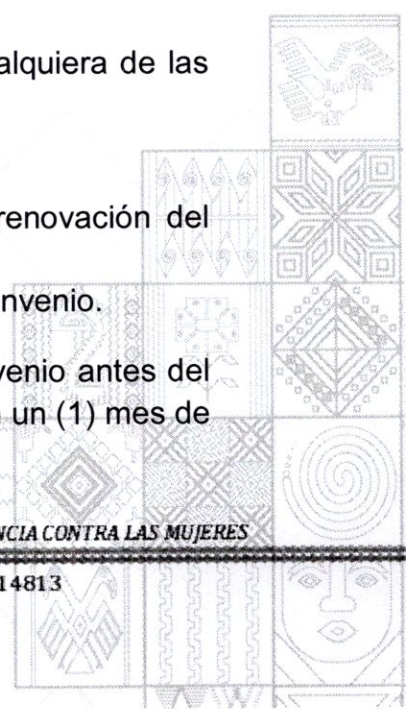 alquiera de las
renovación del
nvenio.
venio antes del
un (1) mes de
NCIA CONTRA LAS MUJERES
14813